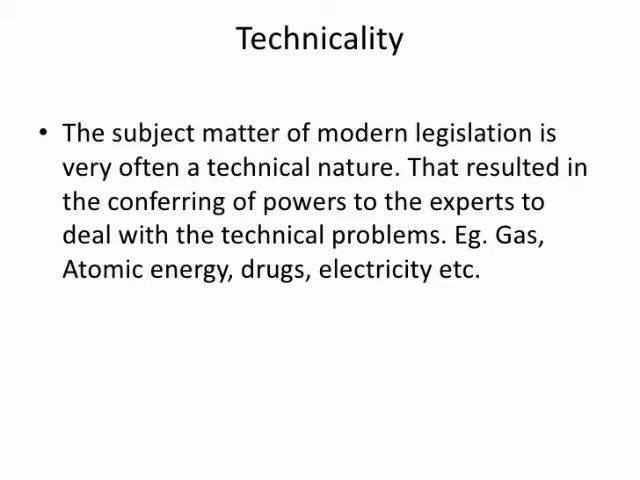 Technicality
• The subject matter of modern legislation is
very often a technical nature. That resulted in
the conferring of powers to the experts to
deal with the technical problems. Eg. Gas,
Atomic energy, drugs, electricity etc.